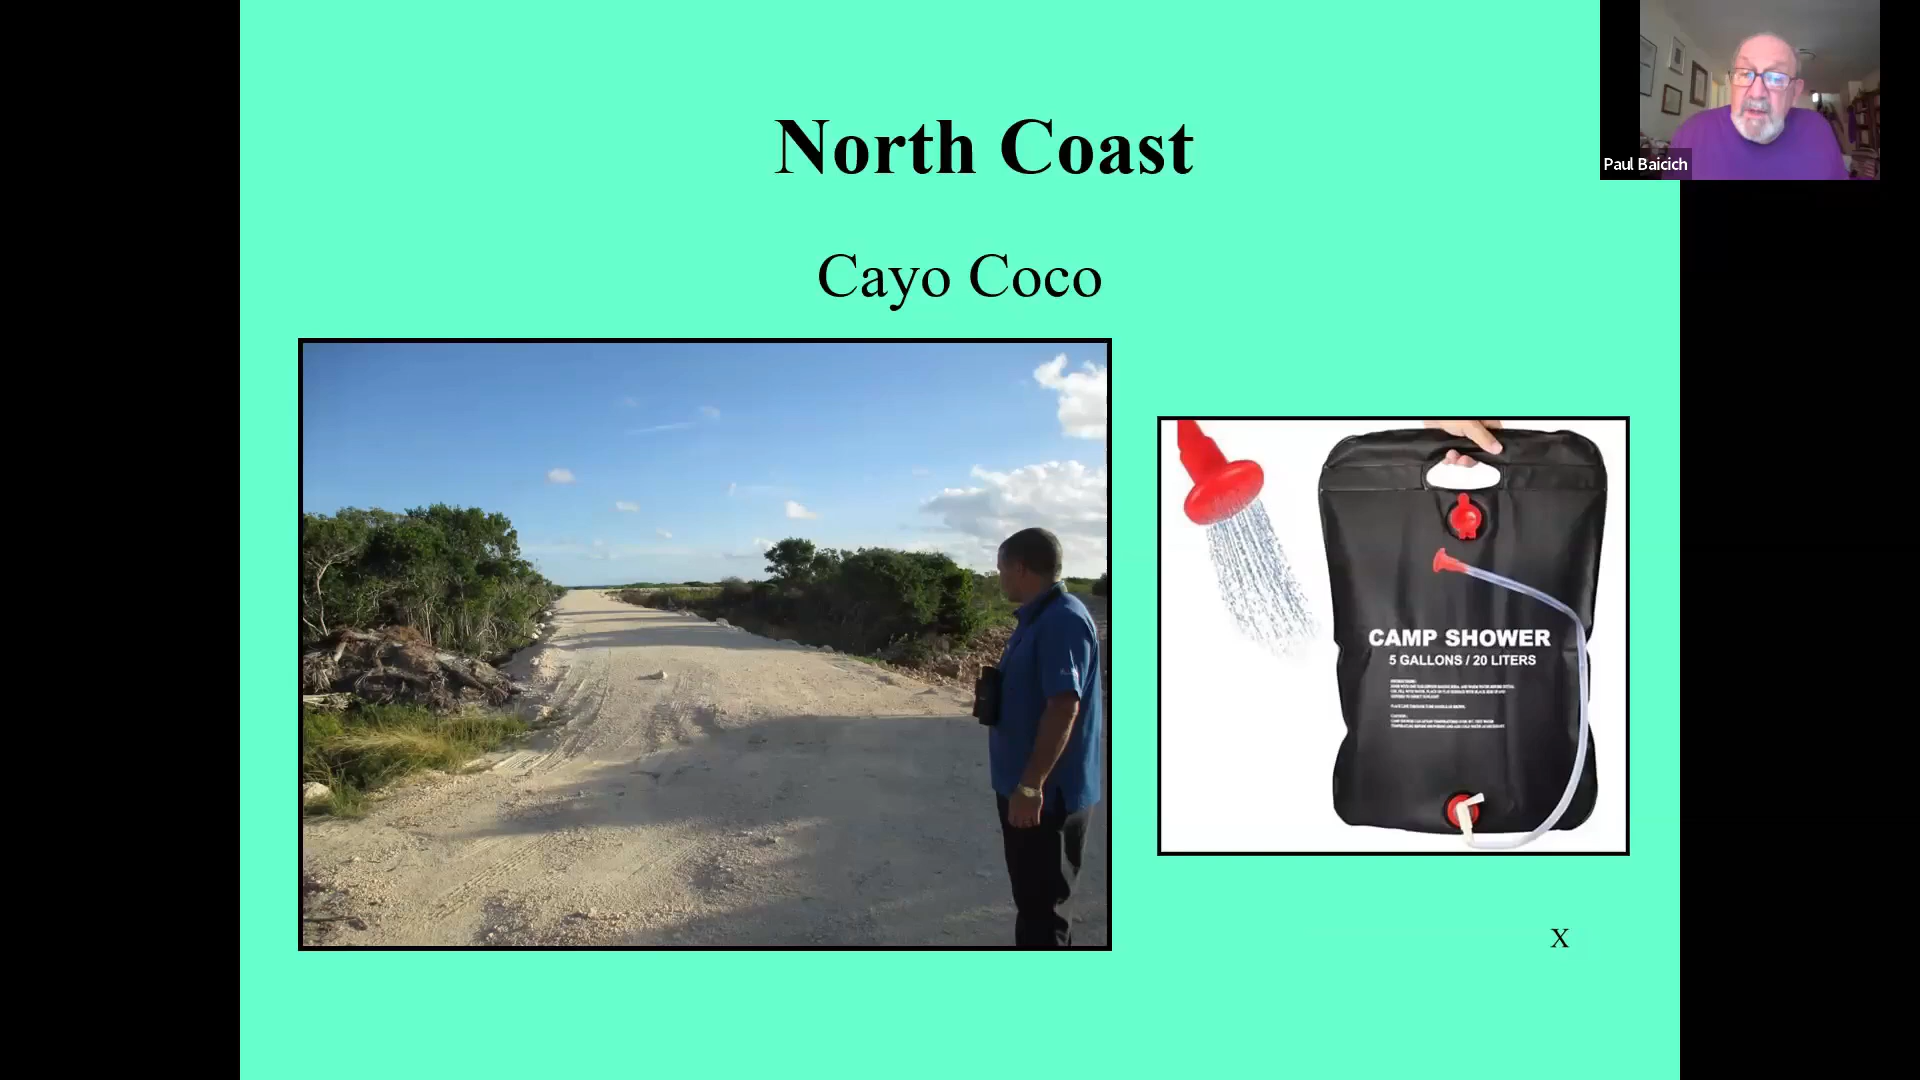 North Coast
Paul Baicich
Cayo Coco
CAMP SHOWER
5 GALLONS / 20 LITERS
X